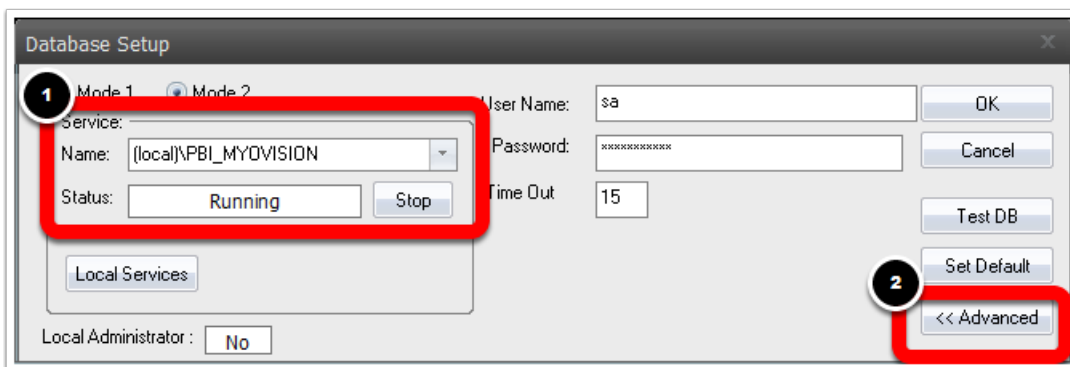 Database Setup
x
1
Mode 1
Mode 2
Service:
Name:
(local)\PBI_MYOVISION
Status:
Running
Stop
Local Services
Local Administrator :
No
User Name:
sa
Password:
xxxxxxxxxxx
Time Out
15
OK
Cancel
Test DB
Set Default
2
<< Advanced